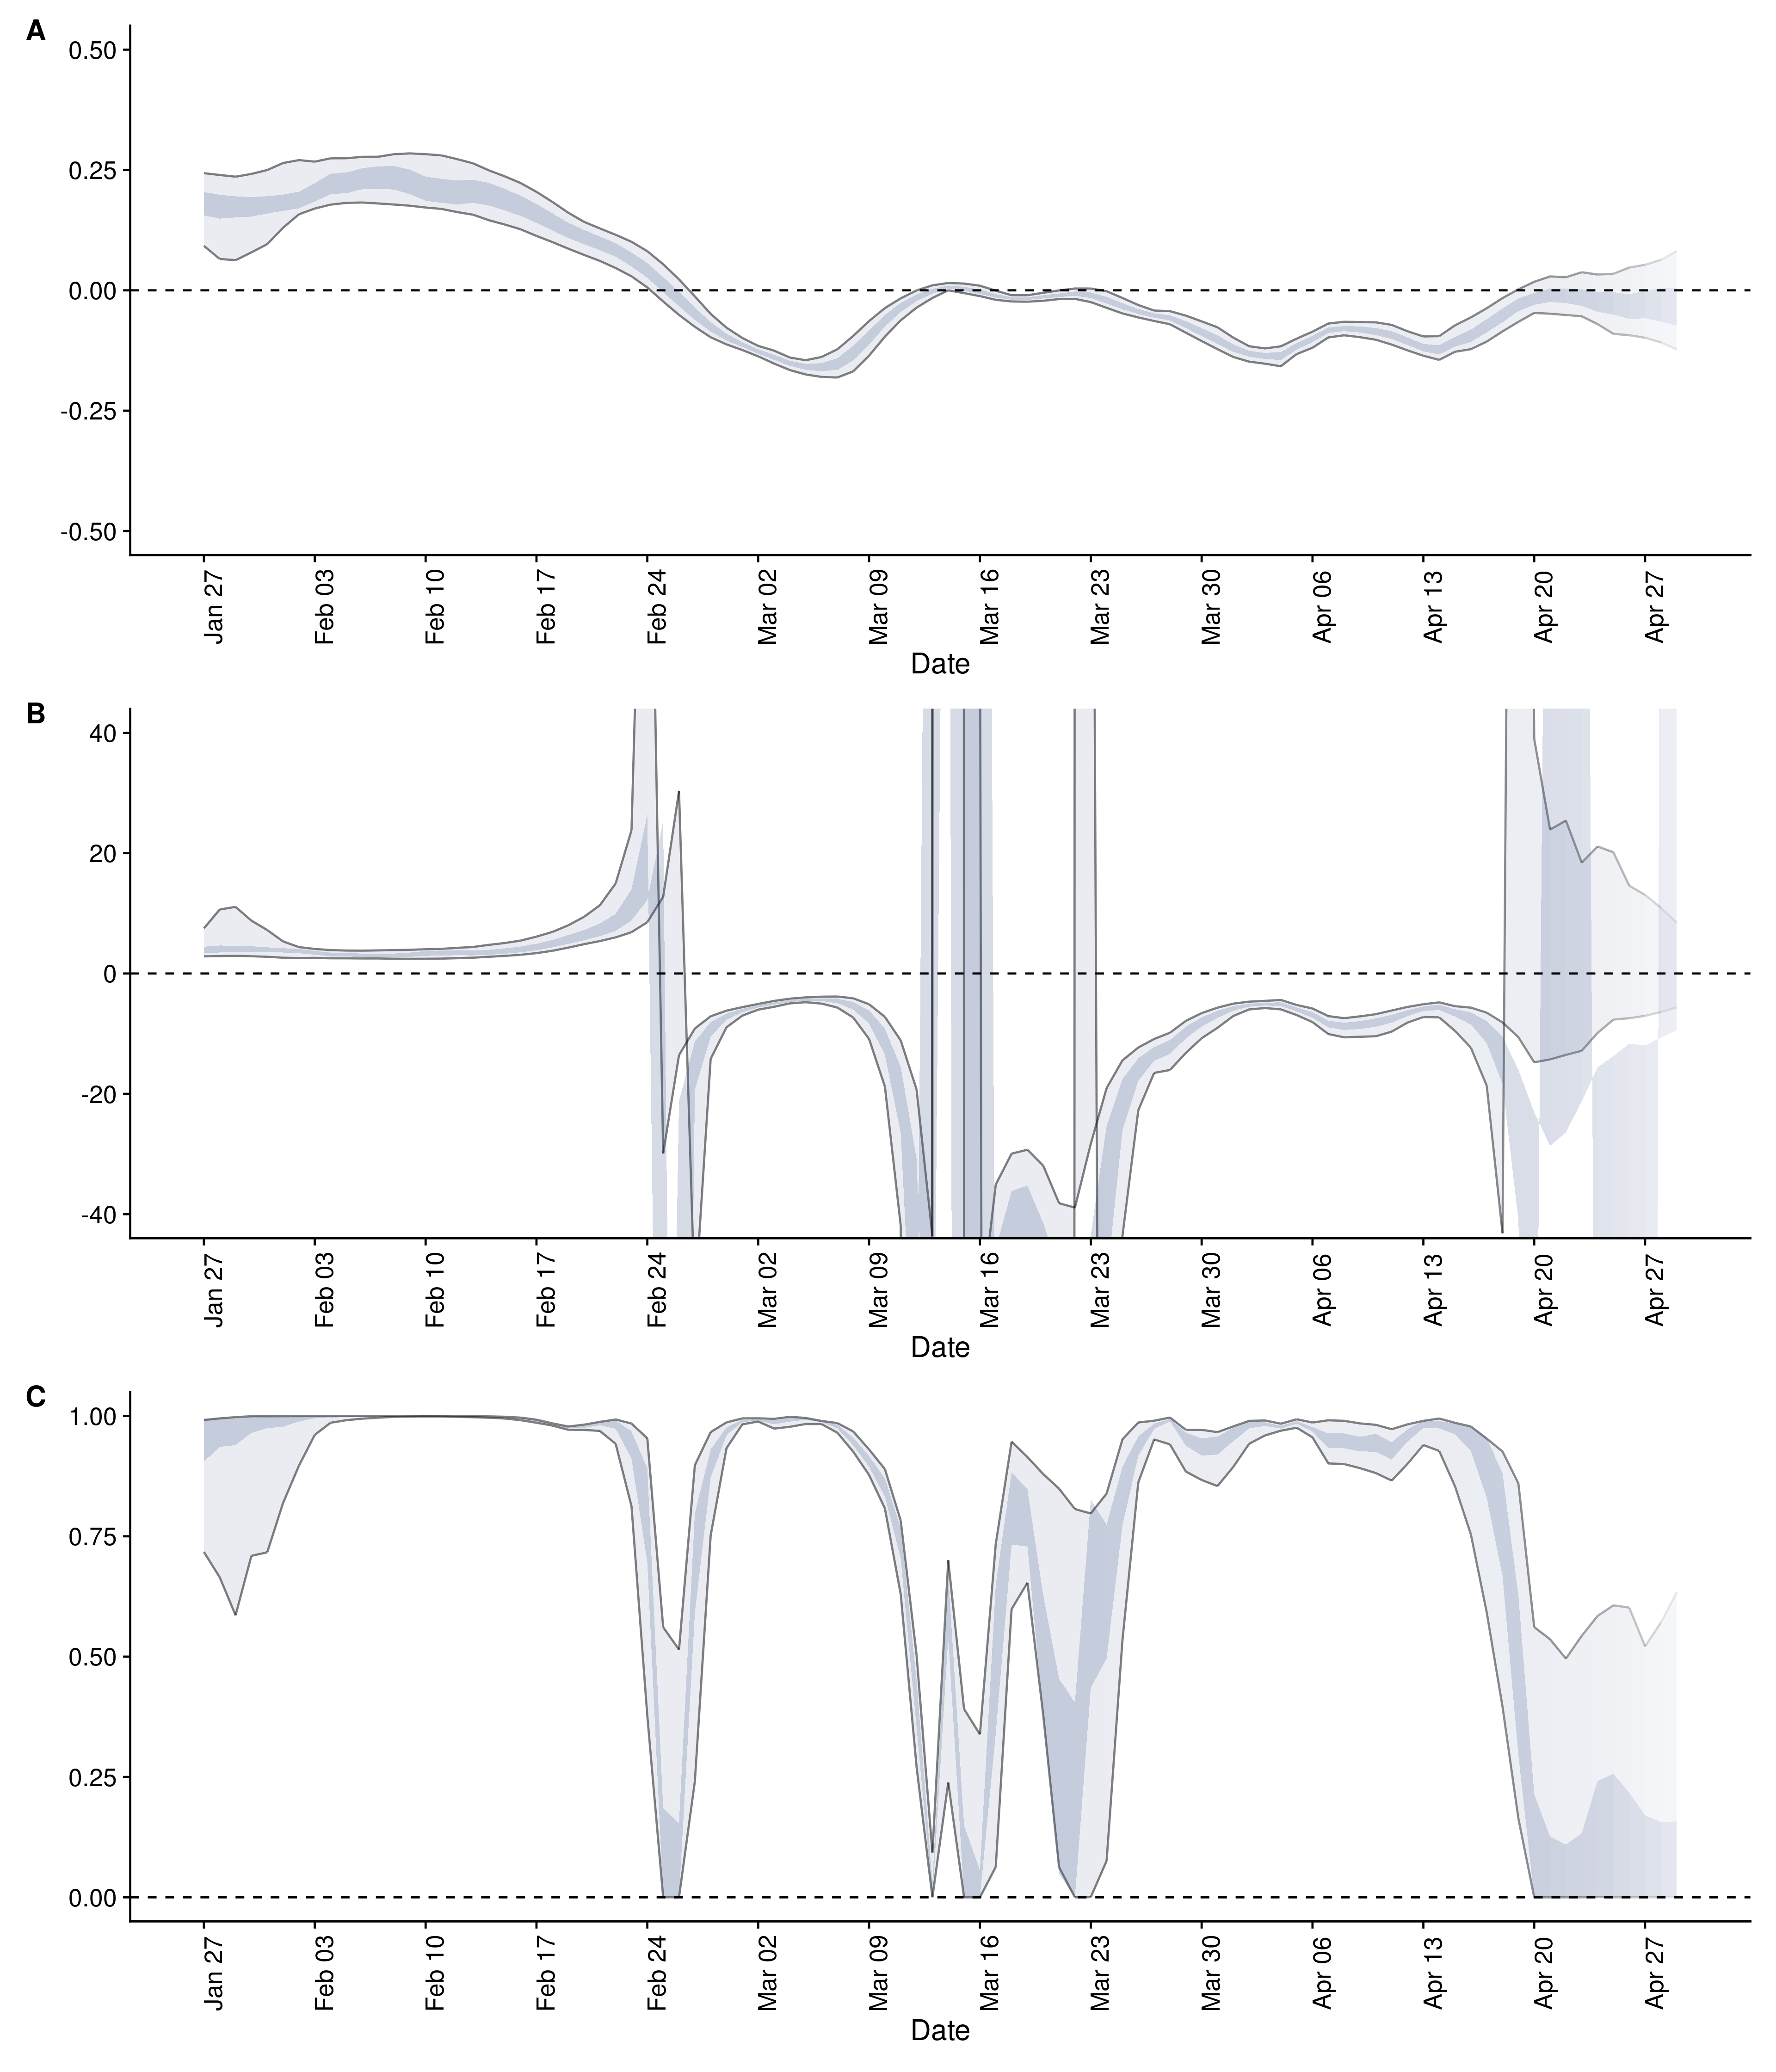 A
0.50
0.25
0.00
-0.25
-0.50
Jan 27
Feb 03
Feb 10
Feb 17
Feb 24
Mar 02
Mar 09
Mar 16
Mar 23
Mar 30
Apr 06
Apr 13
Apr 20
Apr 27
Date
B
40
20
0
-20
-40
Jan 27
Feb 03
Feb 10
Feb 17
Feb 24
Mar 02
Mar 09
Mar 16
Mar 23
Mar 30
Apr 06
Apr 13
Apr 20
Apr 27
Date
C
1.00
0.75
0.50
0.25
0.00
Jan 27
Feb 03
Feb 10
Feb 17
Feb 24
Mar 02
Mar 09
Mar 16
Mar 23
Mar 30
Apr 06
Apr 13
Apr 20
Apr 27
Date